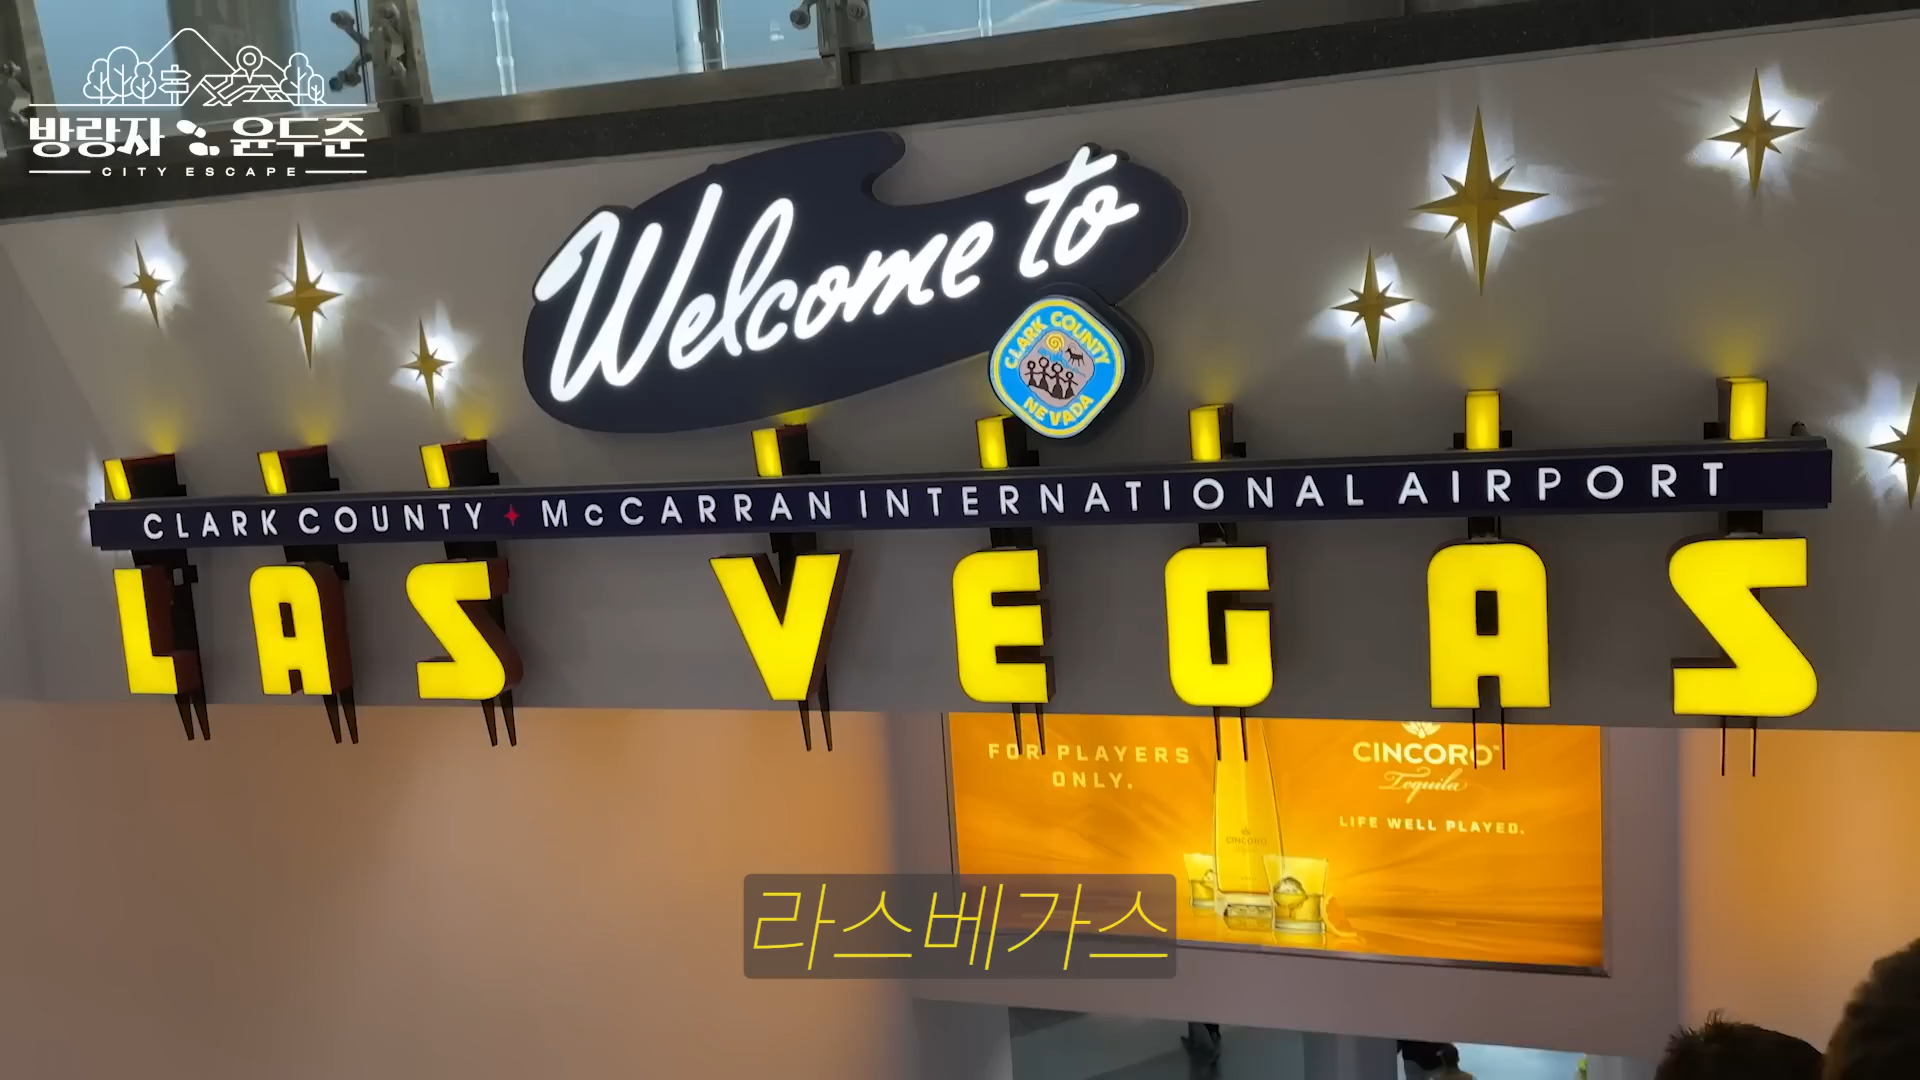 방랑자 윤두준
CITY ESCAPE
Welcome to
CLARK COUNTY
NEVADA
CLARK COUNTY McCARRAN INTERNATIONAL AIRPORT
LAS VEGAS
FOR PLAYERS
ONLY.
CINCORO™
Tequila
LIFE WELL PLAYED.
CINCORO
라스베가스